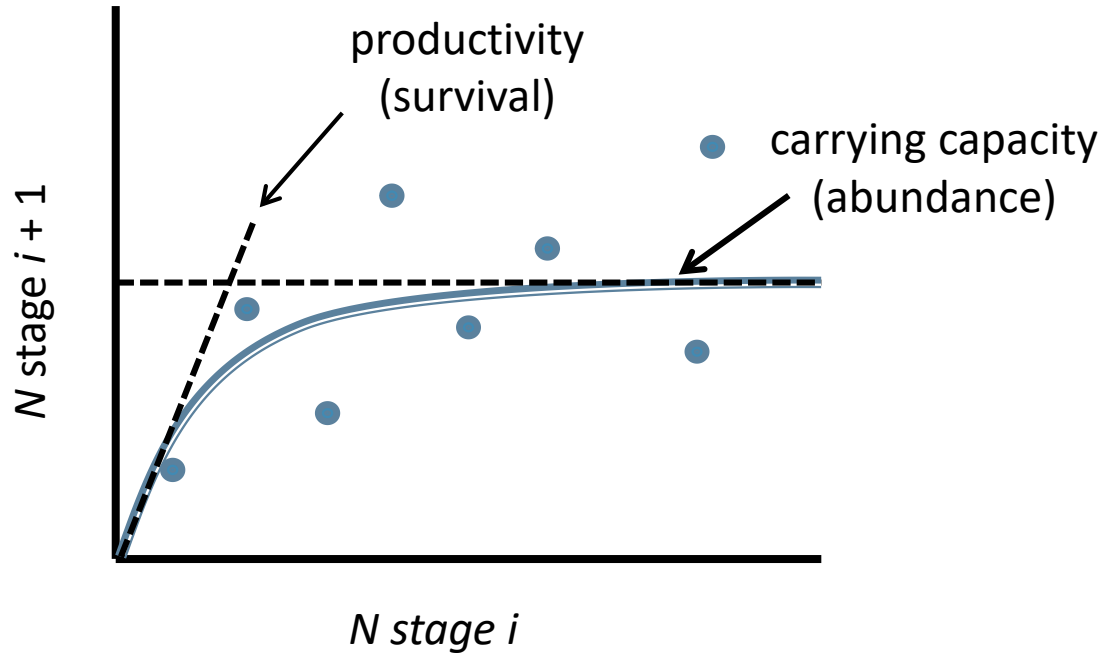 productivity
(survival)
carrying capacity
(abundance)
N stage i + 1
N stage i